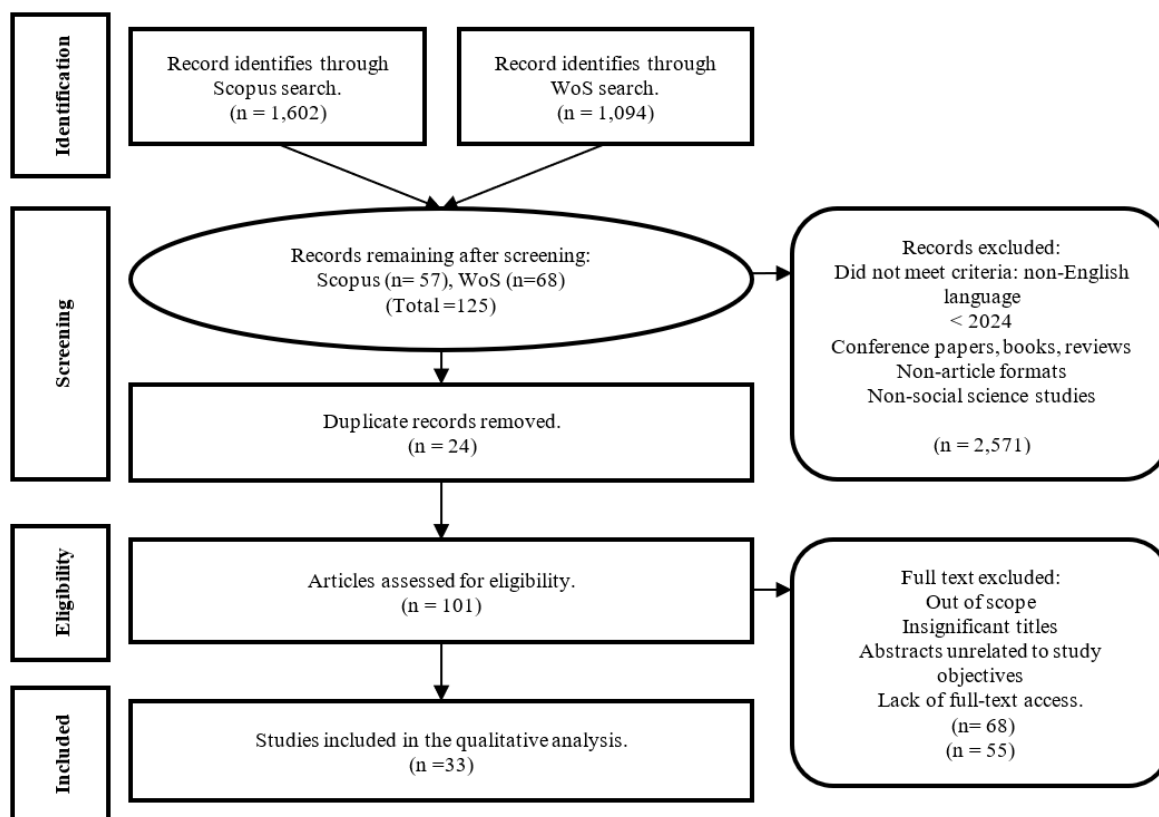 Identification
Record identifies through
Scopus search.
(n = 1,602)
Record identifies through
WoS search.
(n = 1,094)
Screening
Records remaining after screening:
Scopus (n= 57), WoS (n=68)
(Total =125)
Records excluded:
Did not meet criteria: non-English
language
< 2024
Conference papers, books, reviews
Non-article formats
Non-social science studies
(n = 2,571)
Duplicate records removed.
(n = 24)
Eligibility
Articles assessed for eligibility.
(n = 101)
Full text excluded:
Out of scope
Insignificant titles
Abstracts unrelated to study
objectives
Lack of full-text access.
(n= 68)
(n = 55)
Included
Studies included in the qualitative analysis.
(n =33)